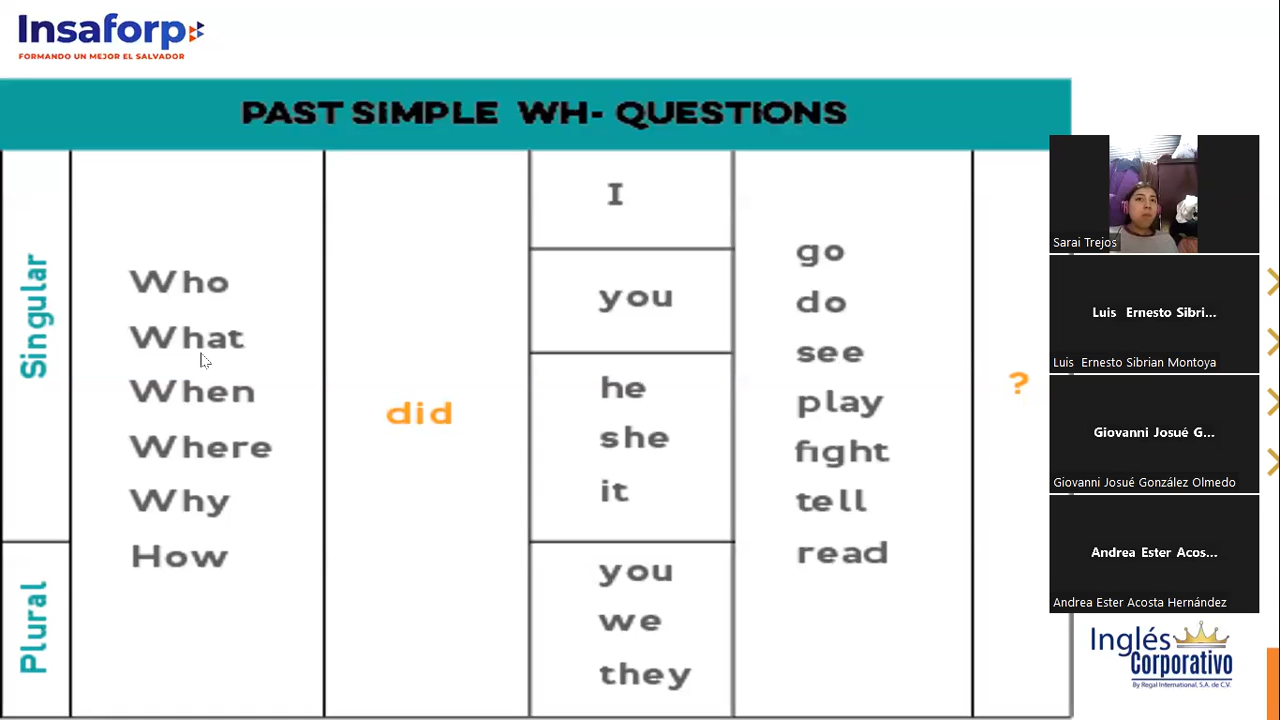 Insaforp
FORMANDO UN MEJOR EL SALVADOR
PAST SIMPLE WH- QUESTIONS
Singular
Plural
Who
What
When
Where
Why
How
did
I
you
he
she
it
you
we
they
go
do
see
play
fight
tell
read
?
Sarai Trejos
Luis Ernesto Sibri...
Luis Ernesto Sibrian Montoya
Giovanni Josué G...
Giovanni Josué González Olmedo
Andrea Ester Acos...
Andrea Ester Acosta Hernández
Inglés
Corporativo
By Regal International, S.A. de C.V.